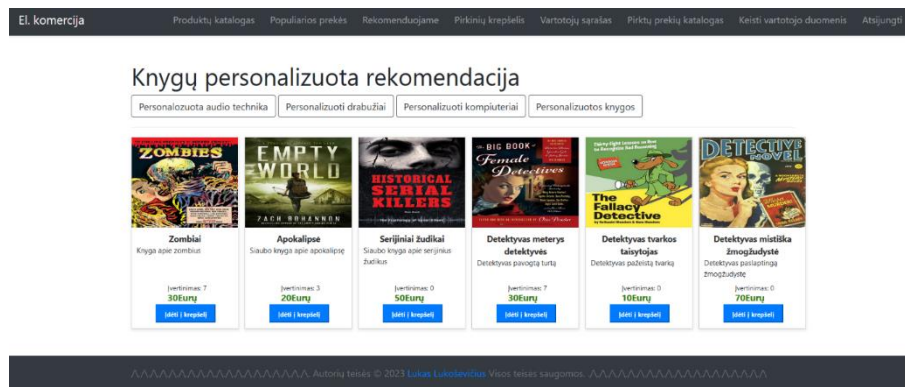 El. komercija Produktų katalogas Populiarios prekės Rekomenduojame Pirkinių krepšelis Vartotojų sąrašas Pirktų prekių katalogas Keisti vartotojo duomenis Atsijungti
Knygų personalizuota rekomendacija
Personalozuota audio technika Personalizuoti drabužiai Personalizuoti kompiuteriai Personalizuotos knygos
ZOMBIES
EMPTY
WORLD
ZACH BOHANNON
HISTORICAL
SERIAL
KILLERS
BIG BOOK
Female
Detectives
The
Fallacy
Detective
DETECTIVE
NOVEL
Zombiai
Knyga apie zombius
Įvertinimas: 7
30Eurų
Įdėti į krepšelį
Apokalipsė
Siaubo knyga apie apokalipsę
Įvertinimas: 3
20Eurų
Įdėti į krepšelį
Serijiniai žudikai
Siaubo knyga apie serijinius
žudikus
Įvertinimas: 0
50Eurų
Įdėti į krepšelį
Detektyvas meterys
detektyvės
Detektyvas pavogtą turtą
Įvertinimas: 7
30Eurų
Įdėti į krepšelį
Detektyvas tvarkos
taisytojas
Detektyvas pažeistą tvarką
Įvertinimas: 0
10Eurų
Įdėti į krepšelį
Detektyvas mistiška
žmogžudystė
Detektyvas paslaptingą
žmogžudystę
Įvertinimas: 0
70Eurų
Įdėti į krepšelį
Autorių teisės © 2023 Lukas Lukoševičius Visos teisės saugomos.